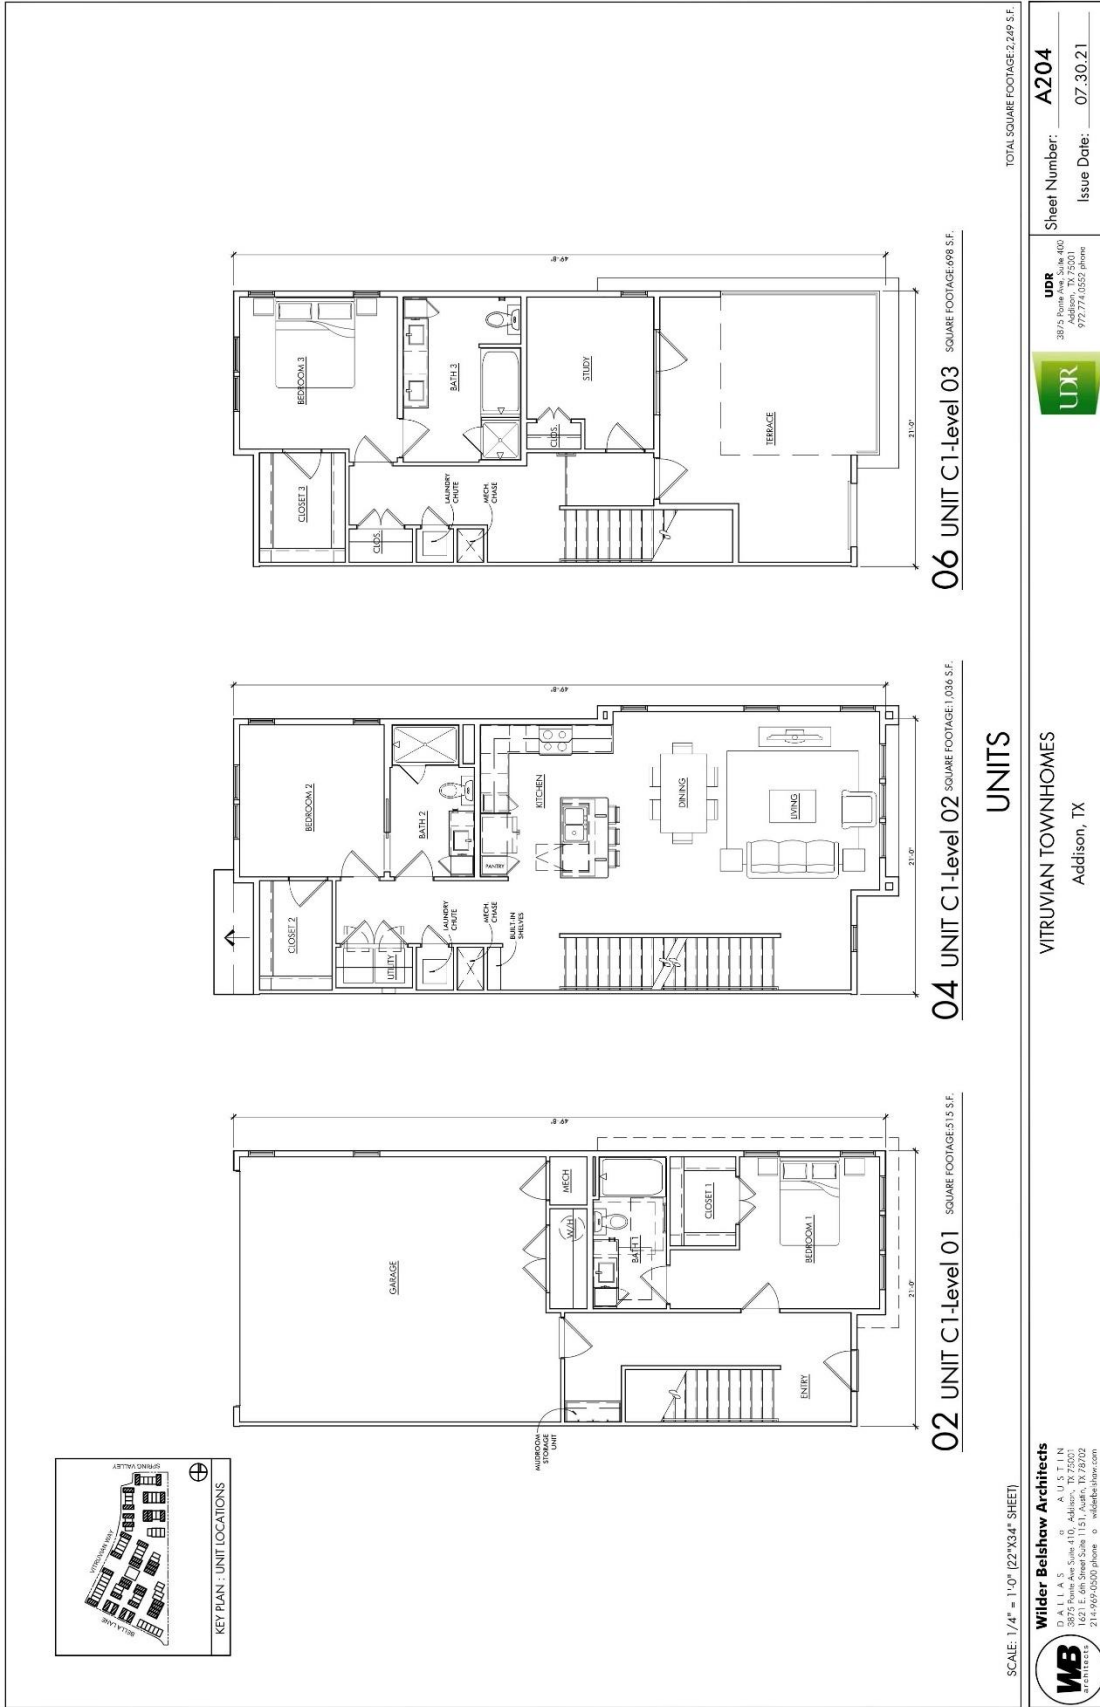 KEY PLAN : UNIT LOCATIONS
VITRUVIAN WAY
SPRING VALLEY
BELLA LANE
GARAGE
MECH
W/H
BATH 1
CLOSET 1
BEDROOM 1
ENTRY
MUDROOM
STORAGE
UNIT
49'-8"
21'-0"
02 UNIT C1-Level 01 SQUARE FOOTAGE:515 S.F.
BEDROOM 2
CLOSET 2
BATH 2
UTILITY
LAUNDRY
CHUTE
MECH.
CHASE
BUILT-IN
SHELVES
PANTRY
KITCHEN
DINING
LIVING
49'-8"
21'-0"
04 UNIT C1-Level 02 SQUARE FOOTAGE:1,036 S.F.
BEDROOM 3
CLOSET 3
CLOS.
BATH 3
LAUNDRY
CHUTE
MECH.
CHASE
CLOS.
STUDY
TERRACE
49'-8"
21'-0"
06 UNIT C1-Level 03 SQUARE FOOTAGE:698 S.F.
SCALE: 1/4" = 1'-0" (22"X34" SHEET)
UNITS
TOTAL SQUARE FOOTAGE:2,249 S.F.
WB
architects
Wilder Belshaw Architects
DALLAS o AUSTIN
3875 Ponte Ave Suite 410, Addison, TX 75001
1621 E. 6th Street Suite 1151, Austin, TX 78702
214-969-0500 phone o wilderbelshaw.com
VITRUVIAN TOWNHOMES
Addison, TX
UDR
UDR
3875 Ponte Ave, Suite 400
Addison, TX 75001
972.774.0552 phone
Sheet Number: A204
Issue Date: 07.30.21